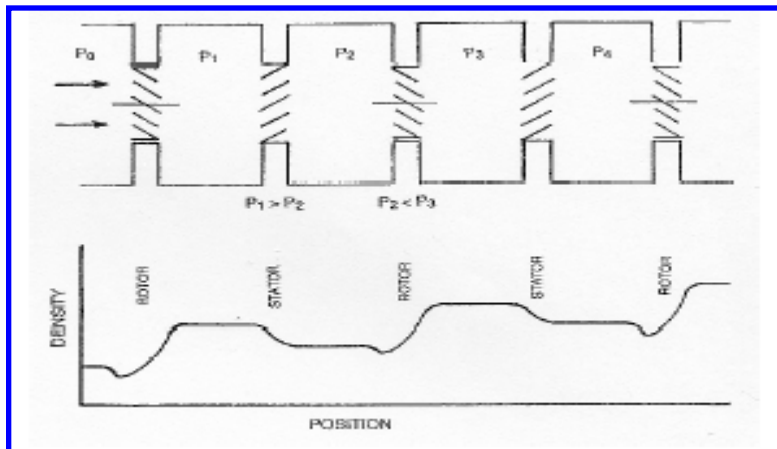 P₀ P₁ P₂ P₃ P₄
P₁ > P₂ P₂ < P₃
ROTOR STATOR ROTOR STATOR ROTOR
DENSITY
POSITION